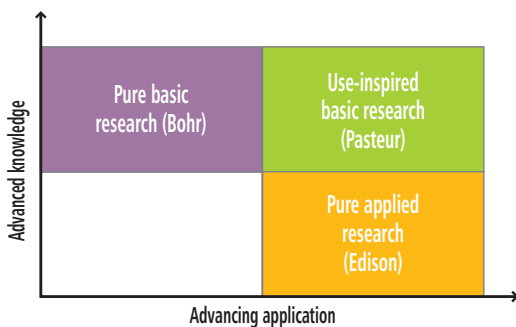 Advanced knowledge
Pure basic
research (Bohr)
Use-inspired
basic research
(Pasteur)
Pure applied
research
(Edison)
Advancing application